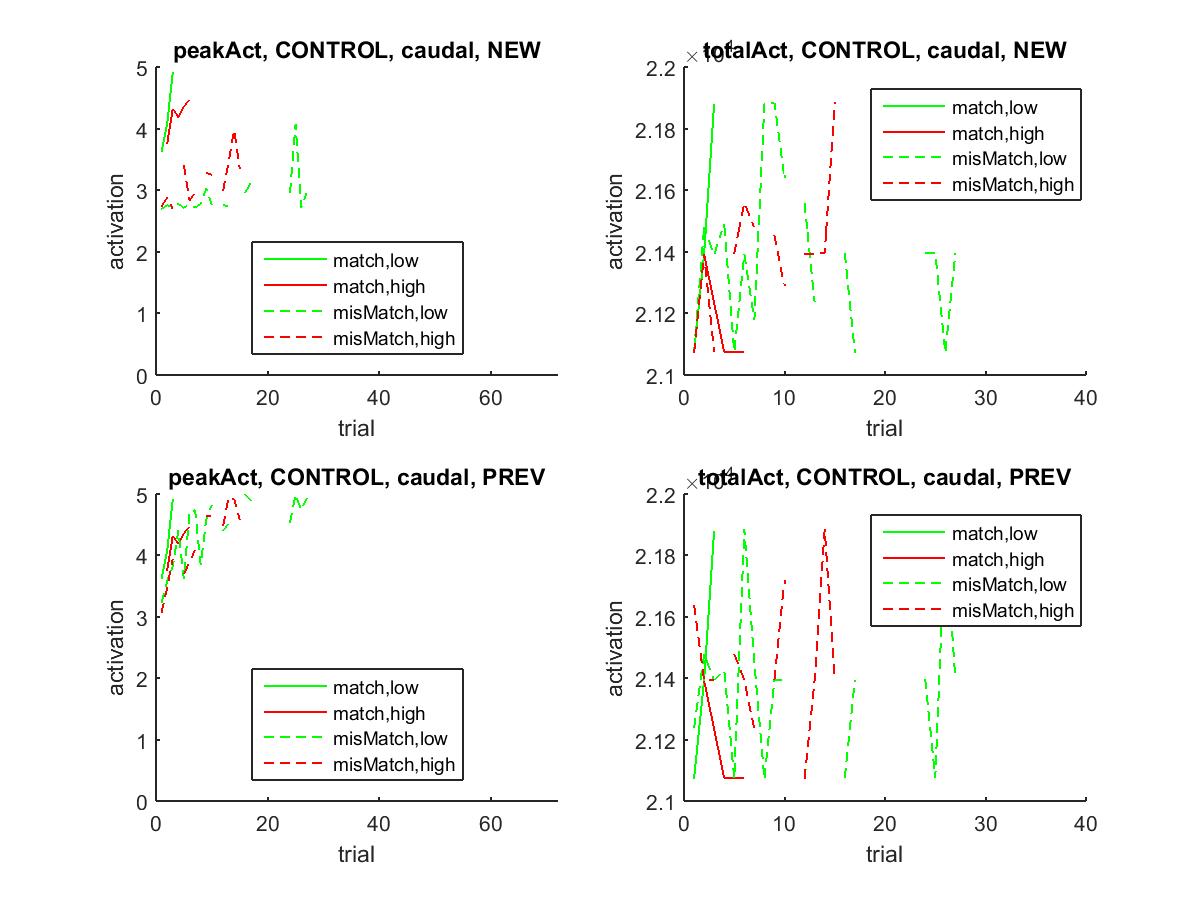 peakAct, CONTROL, caudal, NEW
5
4
3
2
1
0
activation
0 20 40 60
trial
match,low
match,high
misMatch,low
misMatch,high
totalAct, CONTROL, caudal, NEW
2.2
2.18
2.16
2.14
2.12
2.1
activation
0 10 20 30 40
trial
match,low
match,high
misMatch,low
misMatch,high
peakAct, CONTROL, caudal, PREV
5
4
3
2
1
0
activation
0 20 40 60
trial
match,low
match,high
misMatch,low
misMatch,high
totalAct, CONTROL, caudal, PREV
2.2
2.18
2.16
2.14
2.12
2.1
activation
0 10 20 30 40
trial
match,low
match,high
misMatch,low
misMatch,high